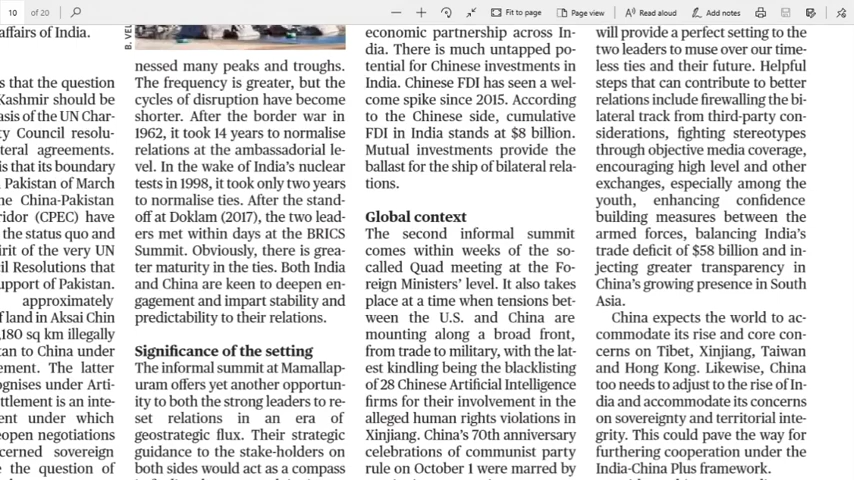 10 of 20
Fit to page
Page view
Read aloud
Add notes
affairs of India.
s that the question
Kashmir should be
asis of the UN Char-
ty Council resolu-
teral agreements.
is that its boundary
Pakistan of March
ne China-Pakistan
ridor (CPEC) have
the status quo and
irit of the very UN
il Resolutions that
upport of Pakistan.
approximately
f land in Aksai Chin
,180 sq km illegally
tan to China under
ement. The latter
ognises under Arti-
ttlement is an inte-
ent under which
eopen negotiations
cerned sovereign
e the question of
B. VEL
nessed many peaks and troughs.
The frequency is greater, but the
cycles of disruption have become
shorter. After the border war in
1962, it took 14 years to normalise
relations at the ambassadorial le-
vel. In the wake of India's nuclear
tests in 1998, it took only two years
to normalise ties. After the stand-
off at Doklam (2017), the two lead-
ers met within days at the BRICS
Summit. Obviously, there is grea-
ter maturity in the ties. Both India
and China are keen to deepen en-
gagement and impart stability and
predictability to their relations.
Significance of the setting
The informal summit at Mamallap-
uram offers yet another opportun-
ity to both the strong leaders to re-
set relations in an era of
geostrategic flux. Their strategic
guidance to the stake-holders on
both sides would act as a compass
economic partnership across In-
dia. There is much untapped po-
tential for Chinese investments in
India. Chinese FDI has seen a wel-
come spike since 2015. According
to the Chinese side, cumulative
FDI in India stands at $8 billion.
Mutual investments provide the
ballast for the ship of bilateral rela-
tions.
Global context
The second informal summit
comes within weeks of the so-
called Quad meeting at the Fo-
reign Ministers' level. It also takes
place at a time when tensions bet-
ween the U.S. and China are
mounting along a broad front,
from trade to military, with the lat-
est kindling being the blacklisting
of 28 Chinese Artificial Intelligence
firms for their involvement in the
alleged human rights violations in
Xinjiang. China's 70th anniversary
celebrations of communist party
rule on October 1 were marred by
will provide a perfect setting to the
two leaders to muse over our time-
less ties and their future. Helpful
steps that can contribute to better
relations include firewalling the bi-
lateral track from third-party con-
siderations, fighting stereotypes
through objective media coverage,
encouraging high level and other
exchanges, especially among the
youth, enhancing confidence
building measures between the
armed forces, balancing India's
trade deficit of $58 billion and in-
jecting greater transparency in
China's growing presence in South
Asia.
China expects the world to ac-
commodate its rise and core con-
cerns on Tibet, Xinjiang, Taiwan
and Hong Kong. Likewise, China
too needs to adjust to the rise of In-
dia and accommodate its concerns
on sovereignty and territorial inte-
grity. This could pave the way for
furthering cooperation under the
India-China Plus framework.